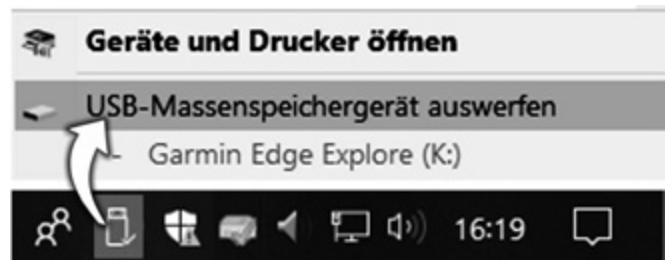 Geräte und Drucker öffnen
USB-Massenspeichergerät auswerfen
- Garmin Edge Explore (K:)
16:19